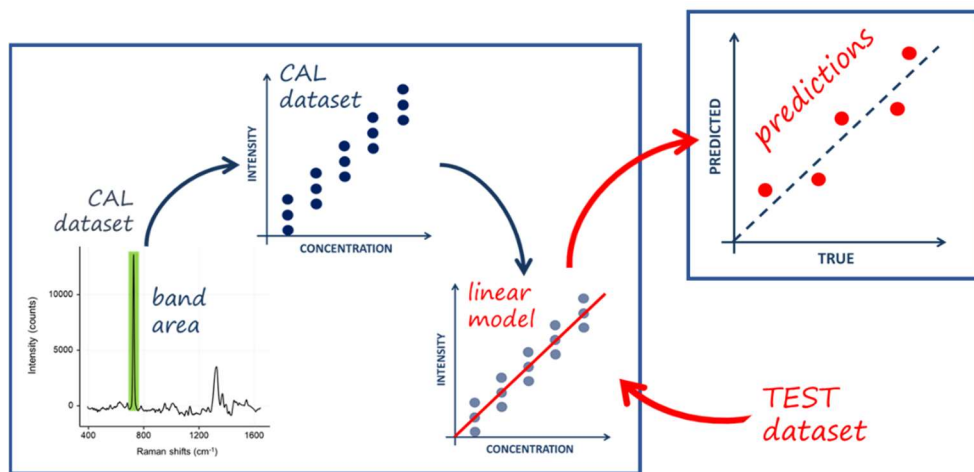 CAL
dataset
10000
5000
0
Intensity (counts)
band
area
400
800
1200
1600
Raman shifts (cm⁻¹)
CAL
dataset
INTENSITY
CONCENTRATION
linear
model
INTENSITY
CONCENTRATION
TEST
dataset
predictions
PREDICTED
TRUE